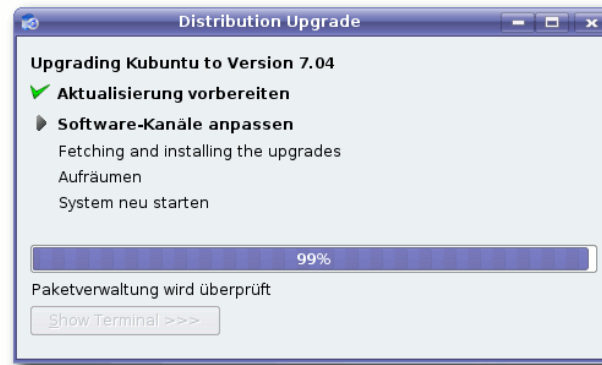 Distribution Upgrade
Upgrading Kubuntu to Version 7.04
Aktualisierung vorbereiten
Software-Kanäle anpassen
Fetching and installing the upgrades
Aufräumen
System neu starten
99%
Paketverwaltung wird überprüft
Show Terminal >>>